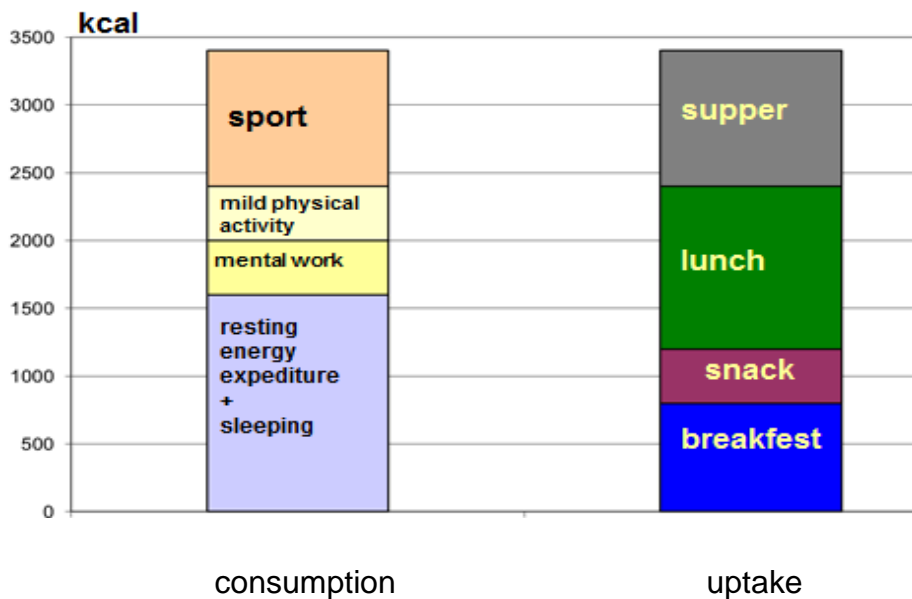 kcal
3500
3000
2500
2000
1500
1000
500
0
sport
mild physical
activity
mental work
resting
energy
expediture
+
sleeping
supper
lunch
snack
breakfest
consumption
uptake